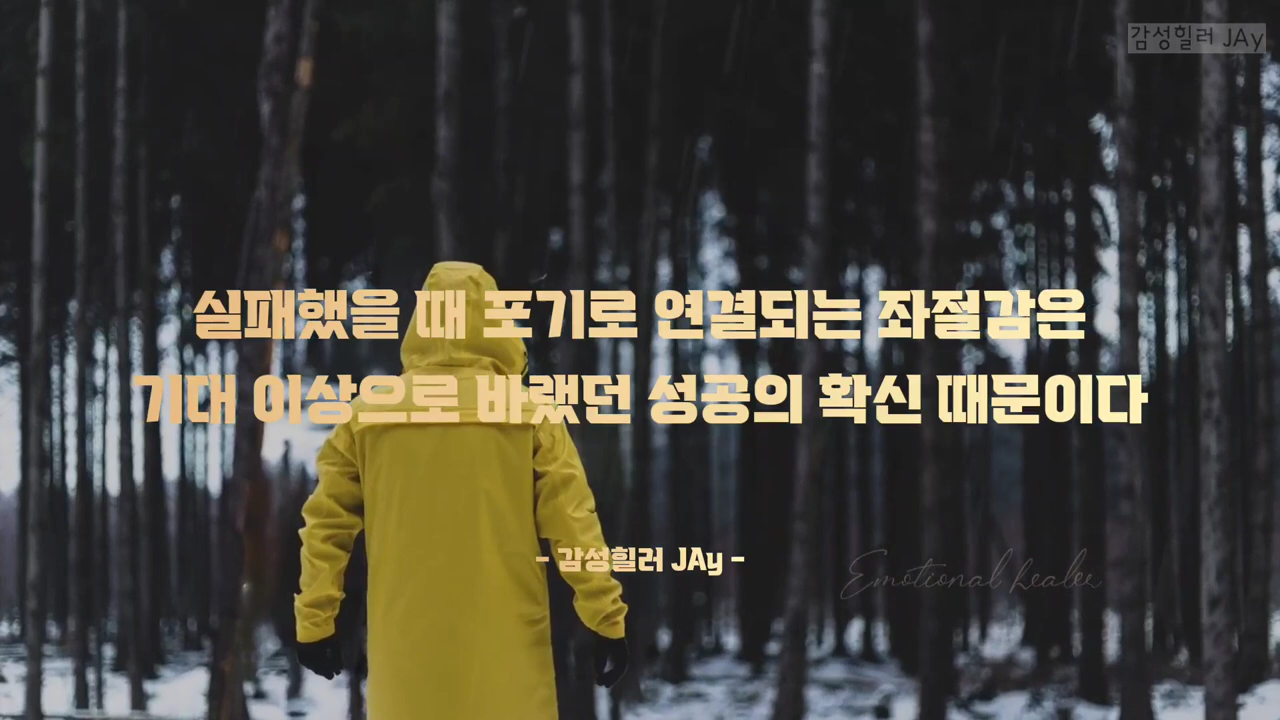 감성힐러 JAy
실패했을 때 포기로 연결되는 좌절감은
기대 이상으로 바랬던 성공의 확신 때문이다
- 감성힐러 JAy -
Emotional healer